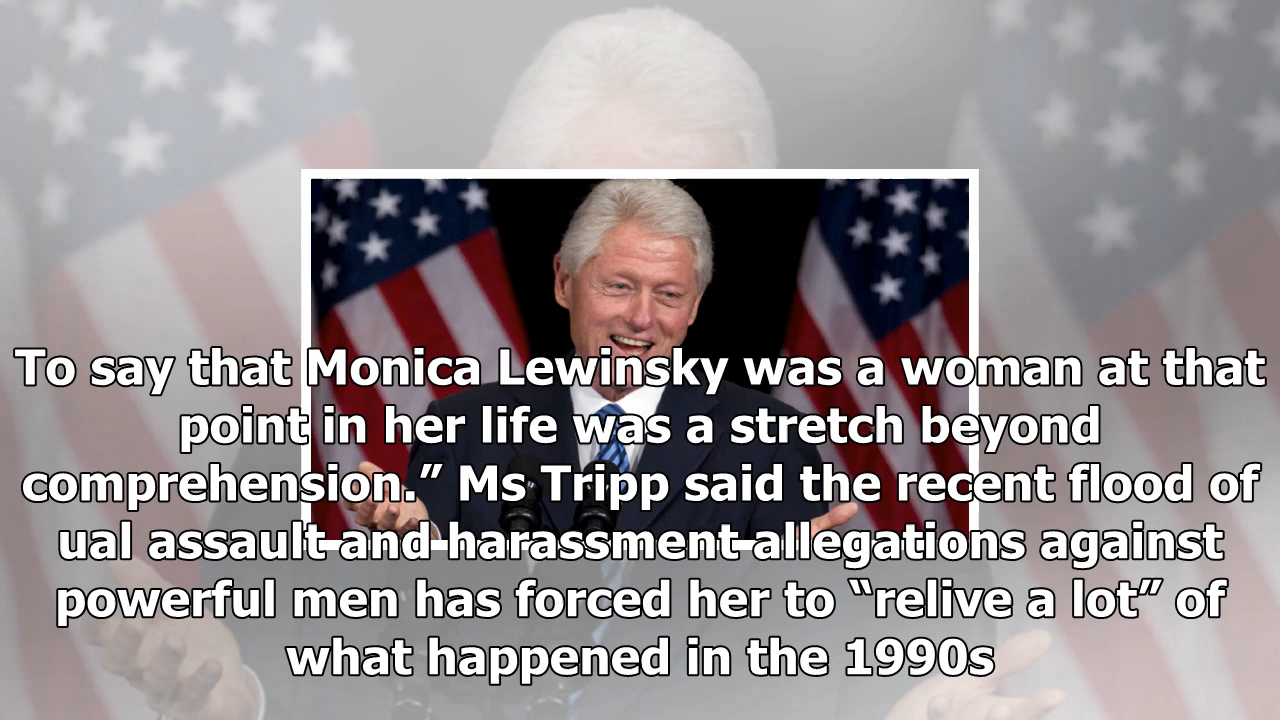 To say that Monica Lewinsky was a woman at that
point in her life was a stretch beyond
comprehension.” Ms Tripp said the recent flood of
ual assault and harassment allegations against
powerful men has forced her to “relive a lot” of
what happened in the 1990s